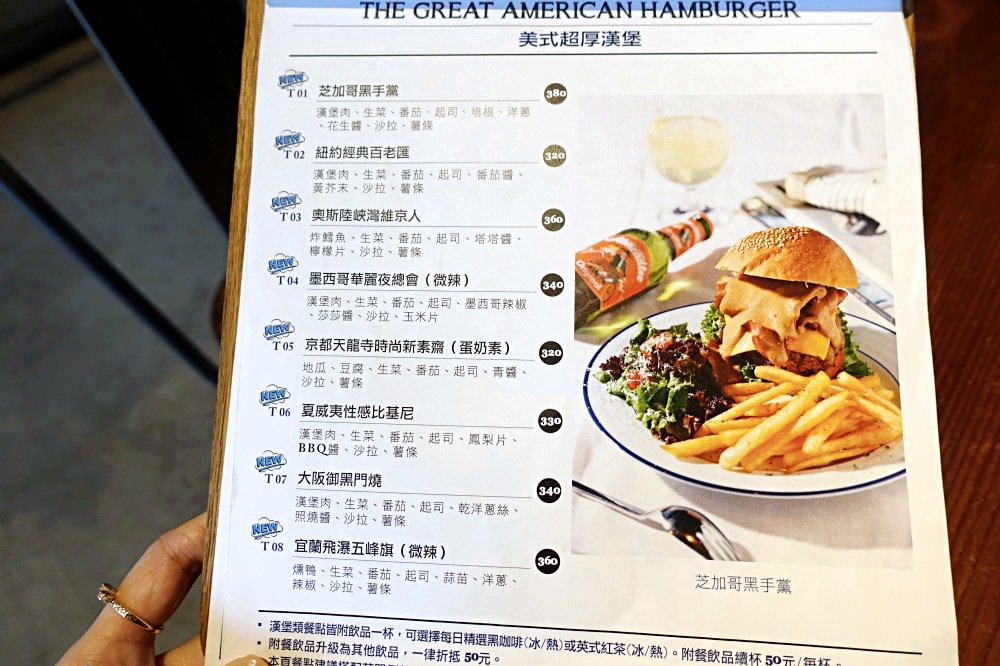 THE GREAT AMERICAN HAMBURGER
美式超厚漢堡
NEW
T 01 芝加哥黑手黨 380
漢堡肉、生菜、番茄、起司、培根、洋蔥
、花生醬、沙拉、薯條
NEW
T 02 紐約經典百老匯 320
漢堡肉、生菜、番茄、起司、番茄醬、
黃芥末、沙拉、薯條
NEW
T 03 奧斯陸峽灣維京人 360
炸鱈魚、生菜、番茄、起司、塔塔醬、
檸檬片、沙拉、薯條
NEW
T 04 墨西哥華麗夜總會（微辣） 340
漢堡肉、生菜、番茄、起司、墨西哥辣椒
、莎莎醬、沙拉、玉米片
NEW
T 05 京都天龍寺時尚新素齋（蛋奶素） 320
地瓜、豆腐、生菜、番茄、起司、青醬、
沙拉、薯條
NEW
T 06 夏威夷性感比基尼 330
漢堡肉、生菜、番茄、起司、鳳梨片、
BBQ醬、沙拉、薯條
NEW
T 07 大阪御黑門燒 340
漢堡肉、生菜、番茄、起司、乾洋蔥絲、
照燒醬、沙拉、薯條
NEW
T 08 宜蘭飛瀑五峰旗（微辣） 360
燻鴨、生菜、番茄、起司、蒜苗、洋蔥、
辣椒、沙拉、薯條
芝加哥黑手黨
▪ 漢堡類餐點皆附飲品一杯，可選擇每日精選黑咖啡(冰/熱)或英式紅茶(冰/熱)。附餐飲品續杯 50元/每杯。
▪ 附餐飲品升級為其他飲品，一律折抵 50元。